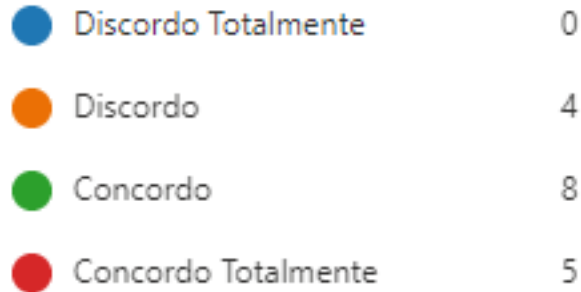 Discordo Totalmente 0
Discordo 4
Concordo 8
Concordo Totalmente 5